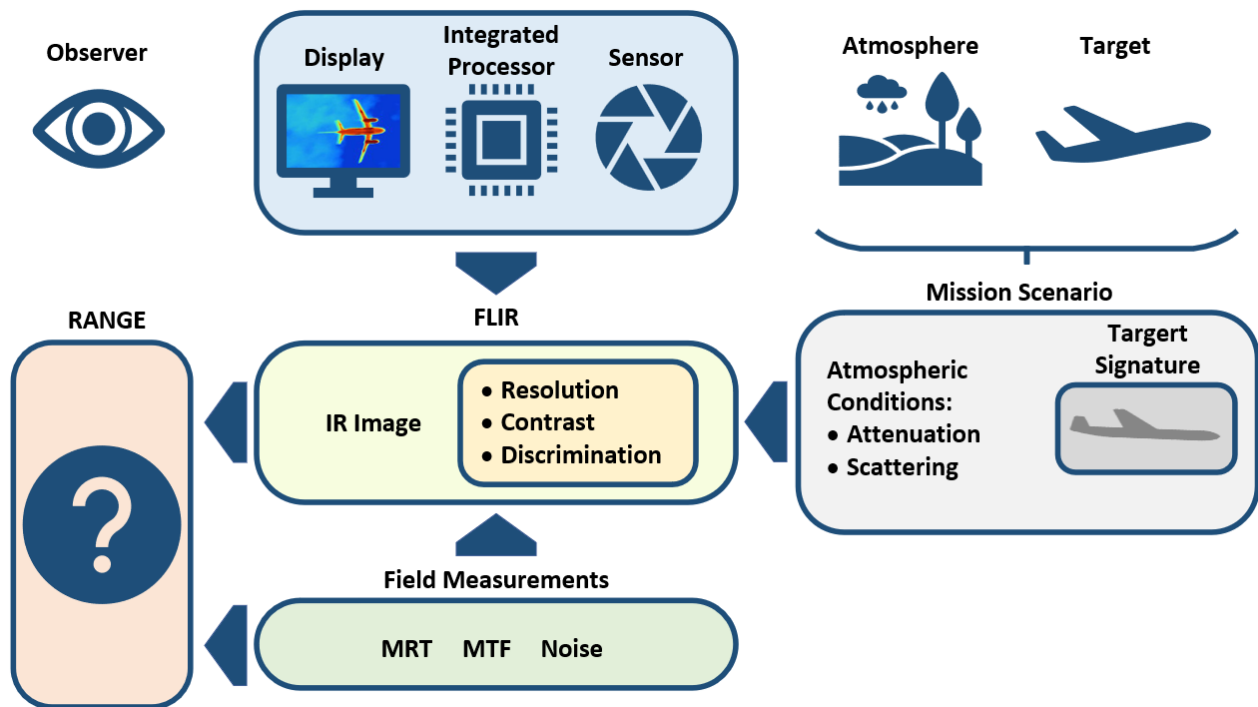 Observer
Display
Integrated
Processor
Sensor
Atmosphere
Target
Mission Scenario
RANGE
FLIR
IR Image
• Resolution
• Contrast
• Discrimination
Atmospheric
Conditions:
• Attenuation
• Scattering
Targert
Signature
Field Measurements
MRT MTF Noise
?